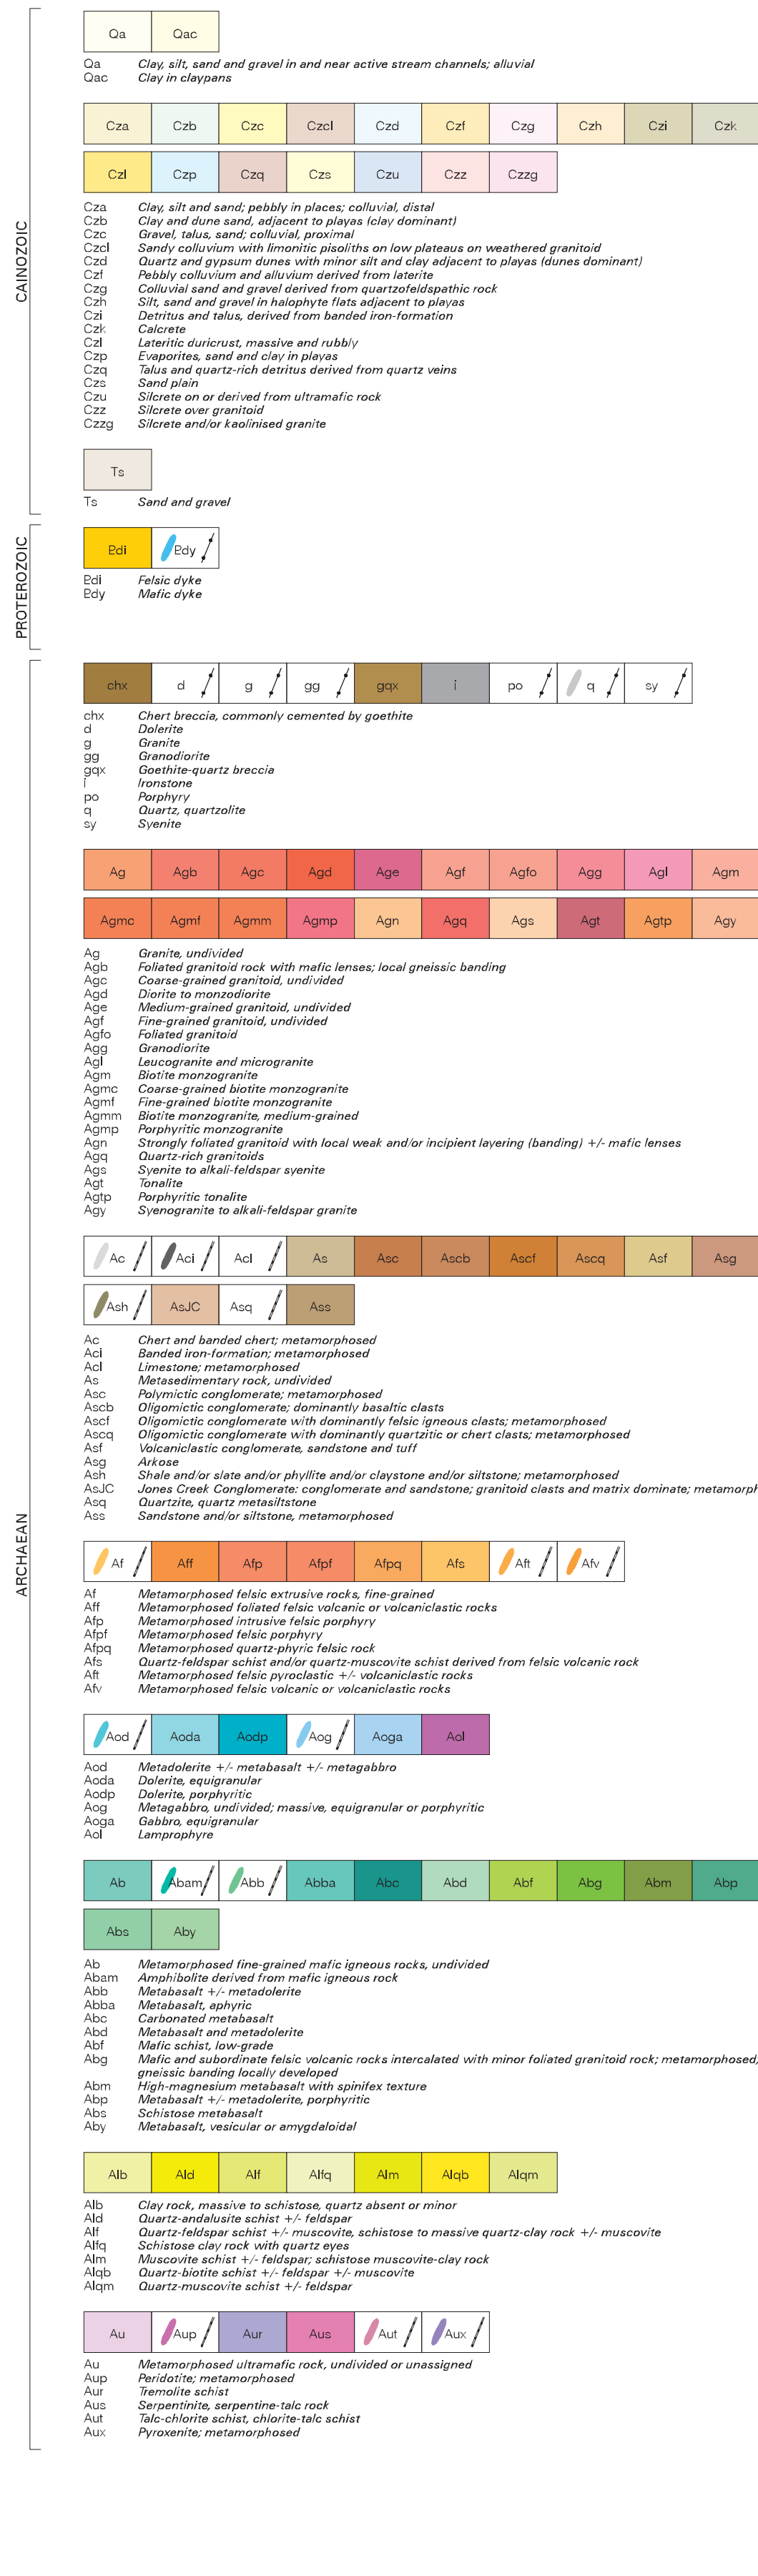 Qa Qac
Qa Clay, silt, sand and gravel in and near active stream channels; alluvial
Qac Clay in claypans
CAINOZOIC
Cza Czb Czc Czcl Czd Czf Czg Czh Czi Czk
Czl Czp Czq Czs Czu Czz Czzg
Cza Clay, silt and sand; pebbly in places; colluvial, distal
Czb Clay and dune sand, adjacent to playas (clay dominant)
Czc Gravel, talus, sand; colluvial, proximal
Czcl Sandy colluvium with limonitic pisoliths on low plateaus on weathered granitoid
Czd Quartz and gypsum dunes with minor silt and clay adjacent to playas (dunes dominant)
Czf Pebbly colluvium and alluvium derived from laterite
Czg Colluvial sand and gravel derived from quartzofeldspathic rock
Czh Silt, sand and gravel in halophyte flats adjacent to playas
Czi Detritus and talus, derived from banded iron-formation
Czk Calcrete
Czl Lateritic duricrust, massive and rubbly
Czp Evaporites, sand and clay in playas
Czq Talus and quartz-rich detritus derived from quartz veins
Czs Sand plain
Czu Silcrete on or derived from ultramafic rock
Czz Silcrete over granitoid
Czzg Silcrete and/or kaolinised granite
Ts
Ts Sand and gravel
PROTEROZOIC
Pdi Pdy
Pdi Felsic dyke
Pdy Mafic dyke
ARCHAEAN
chx d g gg gqx i po q sy
chx Chert breccia, commonly cemented by goethite
d Dolerite
g Granite
gg Granodiorite
gqx Goethite-quartz breccia
i Ironstone
po Porphyry
q Quartz, quartzolite
sy Syenite
Ag Agb Agc Agd Age Agf Agfo Agg Agl Agm
Agmc Agmf Agmm Agmp Agn Agq Ags Agt Agtp Agy
Ag Granite, undivided
Agb Foliated granitoid rock with mafic lenses; local gneissic banding
Agc Coarse-grained granitoid, undivided
Agd Diorite to monzodiorite
Age Medium-grained granitoid, undivided
Agf Fine-grained granitoid, undivided
Agfo Foliated granitoid
Agg Granodiorite
Agl Leucogranite and microgranite
Agm Biotite monzogranite
Agmc Coarse-grained biotite monzogranite
Agmf Fine-grained biotite monzogranite
Agmm Biotite monzogranite, medium-grained
Agmp Porphyritic monzogranite
Agn Strongly foliated granitoid with local weak and/or incipient layering (banding) +/- mafic lenses
Agq Quartz-rich granitoids
Ags Syenite to alkali-feldspar syenite
Agt Tonalite
Agtp Porphyritic tonalite
Agy Syenogranite to alkali-feldspar granite
Ac Aci Acl As Asc Ascb Ascf Ascq Asf Asg
Ash AsJC Asq Ass
Ac Chert and banded chert; metamorphosed
Aci Banded iron-formation; metamorphosed
Acl Limestone; metamorphosed
As Metasedimentary rock, undivided
Asc Polymictic conglomerate; metamorphosed
Ascb Oligomictic conglomerate; dominantly basaltic clasts
Ascf Oligomictic conglomerate with dominantly felsic igneous clasts; metamorphosed
Ascq Oligomictic conglomerate with dominantly quartzitic or chert clasts; metamorphosed
Asf Volcaniclastic conglomerate, sandstone and tuff
Asg Arkose
Ash Shale and/or slate and/or phyllite and/or claystone and/or siltstone; metamorphosed
AsJC Jones Creek Conglomerate: conglomerate and sandstone; granitoid clasts and matrix dominate; metamorph
Asq Quartzite, quartz metasiltstone
Ass Sandstone and/or siltstone, metamorphosed
Af Aff Afp Afpf Afpq Afs Aft Afv
Af Metamorphosed felsic extrusive rocks, fine-grained
Aff Metamorphosed foliated felsic volcanic or volcaniclastic rocks
Afp Metamorphosed intrusive felsic porphyry
Afpf Metamorphosed felsic porphyry
Afpq Metamorphosed quartz-phyric felsic rock
Afs Quartz-feldspar schist and/or quartz-muscovite schist derived from felsic volcanic rock
Aft Metamorphosed felsic pyroclastic +/- volcaniclastic rocks
Afv Metamorphosed felsic volcanic or volcaniclastic rocks
Aod Aoda Aodp Aog Aoga Aol
Aod Metadolerite +/- metabasalt +/- metagabbro
Aoda Dolerite, equigranular
Aodp Dolerite, porphyritic
Aog Metagabbro, undivided; massive, equigranular or porphyritic
Aoga Gabbro, equigranular
Aol Lamprophyre
Ab Abam Abb Abba Abc Abd Abf Abg Abm Abp
Abs Aby
Ab Metamorphosed fine-grained mafic igneous rocks, undivided
Abam Amphibolite derived from mafic igneous rock
Abb Metabasalt +/- metadolerite
Abba Metabasalt, aphyric
Abc Carbonated metabasalt
Abd Metabasalt and metadolerite
Abf Mafic schist, low-grade
Abg Mafic and subordinate felsic volcanic rocks intercalated with minor foliated granitoid rock; metamorphosed,
gneissic banding locally developed
Abm High-magnesium metabasalt with spinifex texture
Abp Metabasalt +/- metadolerite, porphyritic
Abs Schistose metabasalt
Aby Metabasalt, vesicular or amygdaloidal
Alb Ald Alf Alfq Alm Alqb Alqm
Alb Clay rock, massive to schistose, quartz absent or minor
Ald Quartz-andalusite schist +/- feldspar
Alf Quartz-feldspar schist +/- muscovite, schistose to massive quartz-clay rock +/- muscovite
Alfq Schistose clay rock with quartz eyes
Alm Muscovite schist +/- feldspar; schistose muscovite-clay rock
Alqb Quartz-biotite schist +/- feldspar +/- muscovite
Alqm Quartz-muscovite schist +/- feldspar
Au Aup Aur Aus Aut Aux
Au Metamorphosed ultramafic rock, undivided or unassigned
Aup Peridotite; metamorphosed
Aur Tremolite schist
Aus Serpentinite, serpentine-talc rock
Aut Talc-chlorite schist, chlorite-talc schist
Aux Pyroxenite; metamorphosed